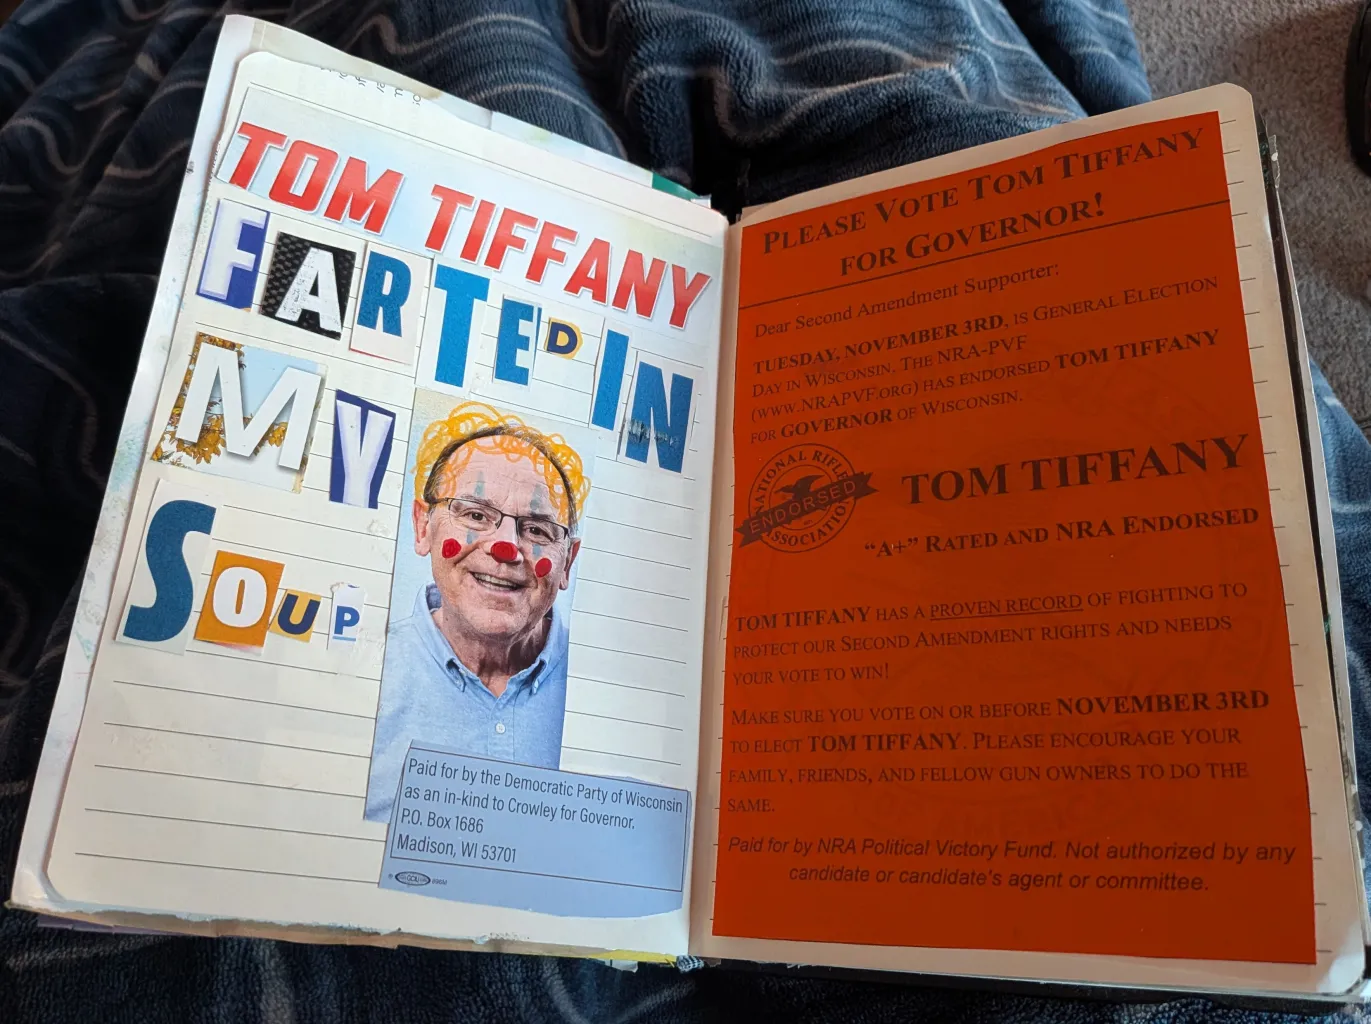 TOM TIFFANY
FARTE'D IN
MY
SOUP
Paid for by the Democratic Party of Wisconsin
as an in-kind to Crowley for Governor.
P.O. Box 1686
Madison, WI 53701
PLEASE VOTE TOM TIFFANY
FOR GOVERNOR!
DEAR SECOND AMENDMENT SUPPORTER:
TUESDAY, NOVEMBER 3RD, IS GENERAL ELECTION
DAY IN WISCONSIN. THE NRA-PVF
(WWW.NRAPVF.ORG) HAS ENDORSED TOM TIFFANY
FOR GOVERNOR OF WISCONSIN.
NATIONAL RIFLE
ENDORSED
ASSOCIATION
TOM TIFFANY
"A+" RATED AND NRA ENDORSED
TOM TIFFANY HAS A PROVEN RECORD OF FIGHTING TO
PROTECT OUR SECOND AMENDMENT RIGHTS AND NEEDS
YOUR VOTE TO WIN!
MAKE SURE YOU VOTE ON OR BEFORE NOVEMBER 3RD
TO ELECT TOM TIFFANY. PLEASE ENCOURAGE YOUR
FAMILY, FRIENDS, AND FELLOW GUN OWNERS TO DO THE
SAME.
Paid for by NRA Political Victory Fund. Not authorized by any
candidate or candidate's agent or committee.